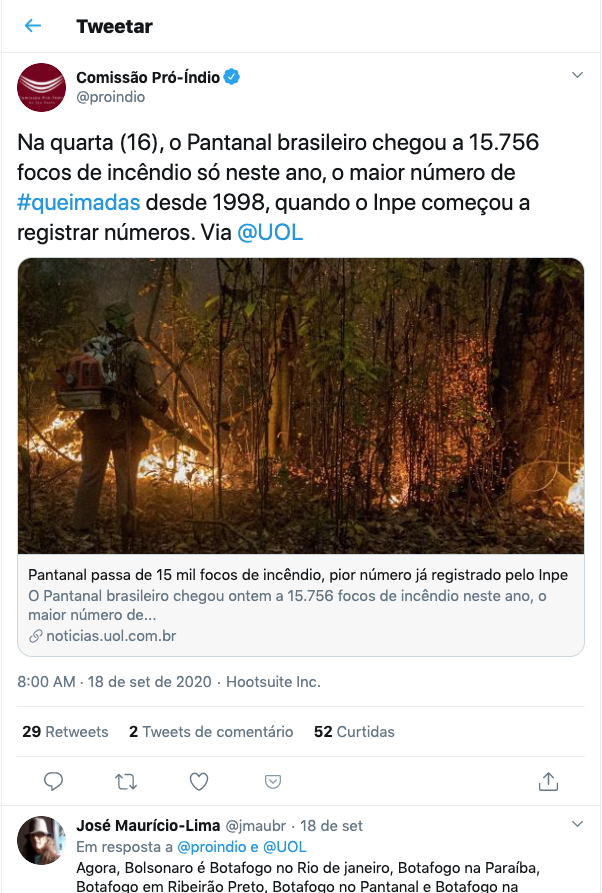 Tweetar
Comissão Pró-Índio
@proindio
Na quarta (16), o Pantanal brasileiro chegou a 15.756
focos de incêndio só neste ano, o maior número de
#queimadas desde 1998, quando o Inpe começou a
registrar números. Via @UOL
Pantanal passa de 15 mil focos de incêndio, pior número já registrado pelo Inpe
O Pantanal brasileiro chegou ontem a 15.756 focos de incêndio neste ano, o
maior número de...
noticias.uol.com.br
8:00 AM · 18 de set de 2020 · Hootsuite Inc.
29 Retweets 2 Tweets de comentário 52 Curtidas
José Maurício-Lima @jmaubr · 18 de set
Em resposta a @proindio e @UOL
Agora, Bolsonaro é Botafogo no Rio de janeiro, Botafogo na Paraíba,
Botafogo em Ribeirão Preto, Botafogo no Pantanal e Botafogo na